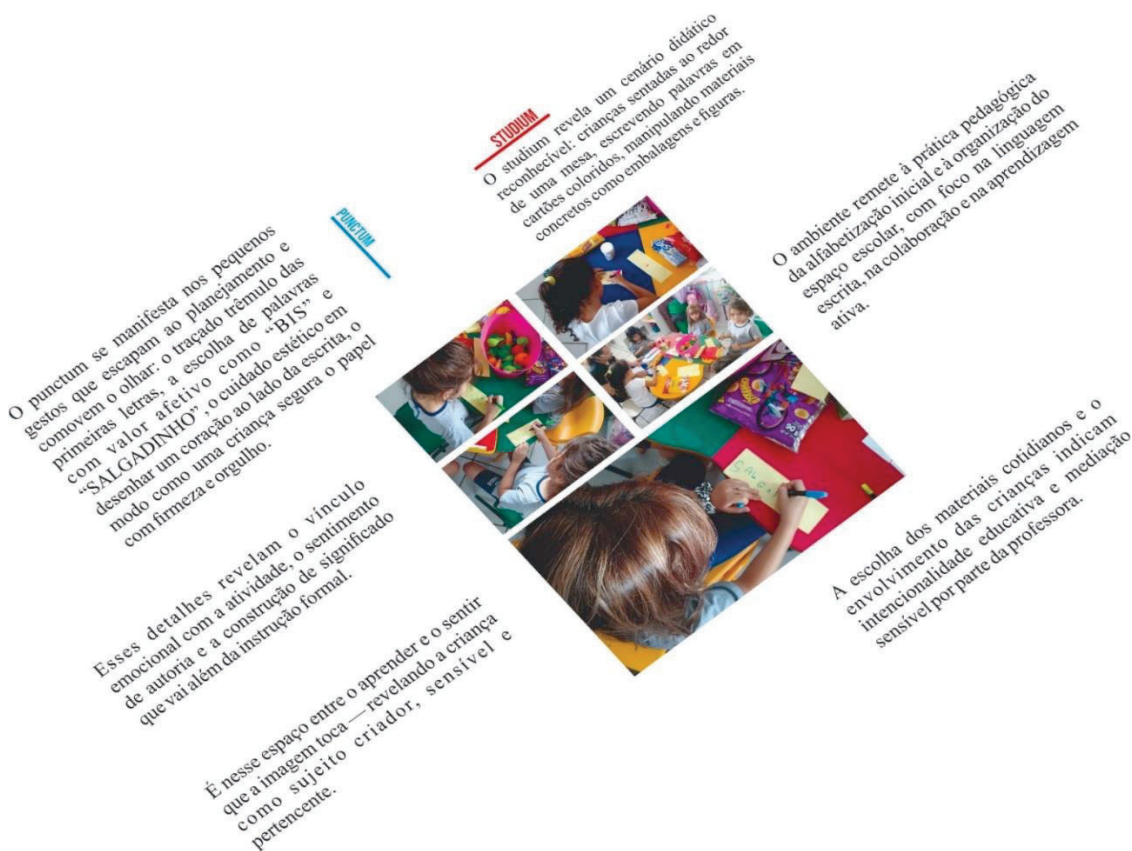 STUDIUM
O studium revela um cenário didático
reconhecível: crianças sentadas ao redor
de uma mesa, escrevendo palavras em
cartões coloridos, manipulando materiais
concretos como embalagens e figuras.
O ambiente remete à prática pedagógica
da alfabetização inicial e à organização do
espaço escolar, com foco na linguagem
escrita, na colaboração e na aprendizagem
ativa.
A escolha dos materiais cotidianos e o
envolvimento das crianças indicam
intencionalidade educativa e mediação
sensível por parte da professora.
PUNCTUM
O punctum se manifesta nos pequenos
gestos que escapam ao planejamento e
comovem o olhar: o traçado trêmulo das
primeiras letras, a escolha de palavras
com valor afetivo como “BIS” e
“SALGADINHO”, o cuidado estético em
desenhar um coração ao lado da escrita, o
modo como uma criança segura o papel
com firmeza e orgulho.
Esses detalhes revelam o vínculo
emocional com a atividade, o sentimento
de autoria e a construção de significado
que vai além da instrução formal.
É nesse espaço entre o aprender e o sentir
que a imagem toca — revelando a criança
como sujeito criador, sensível e
pertencente.